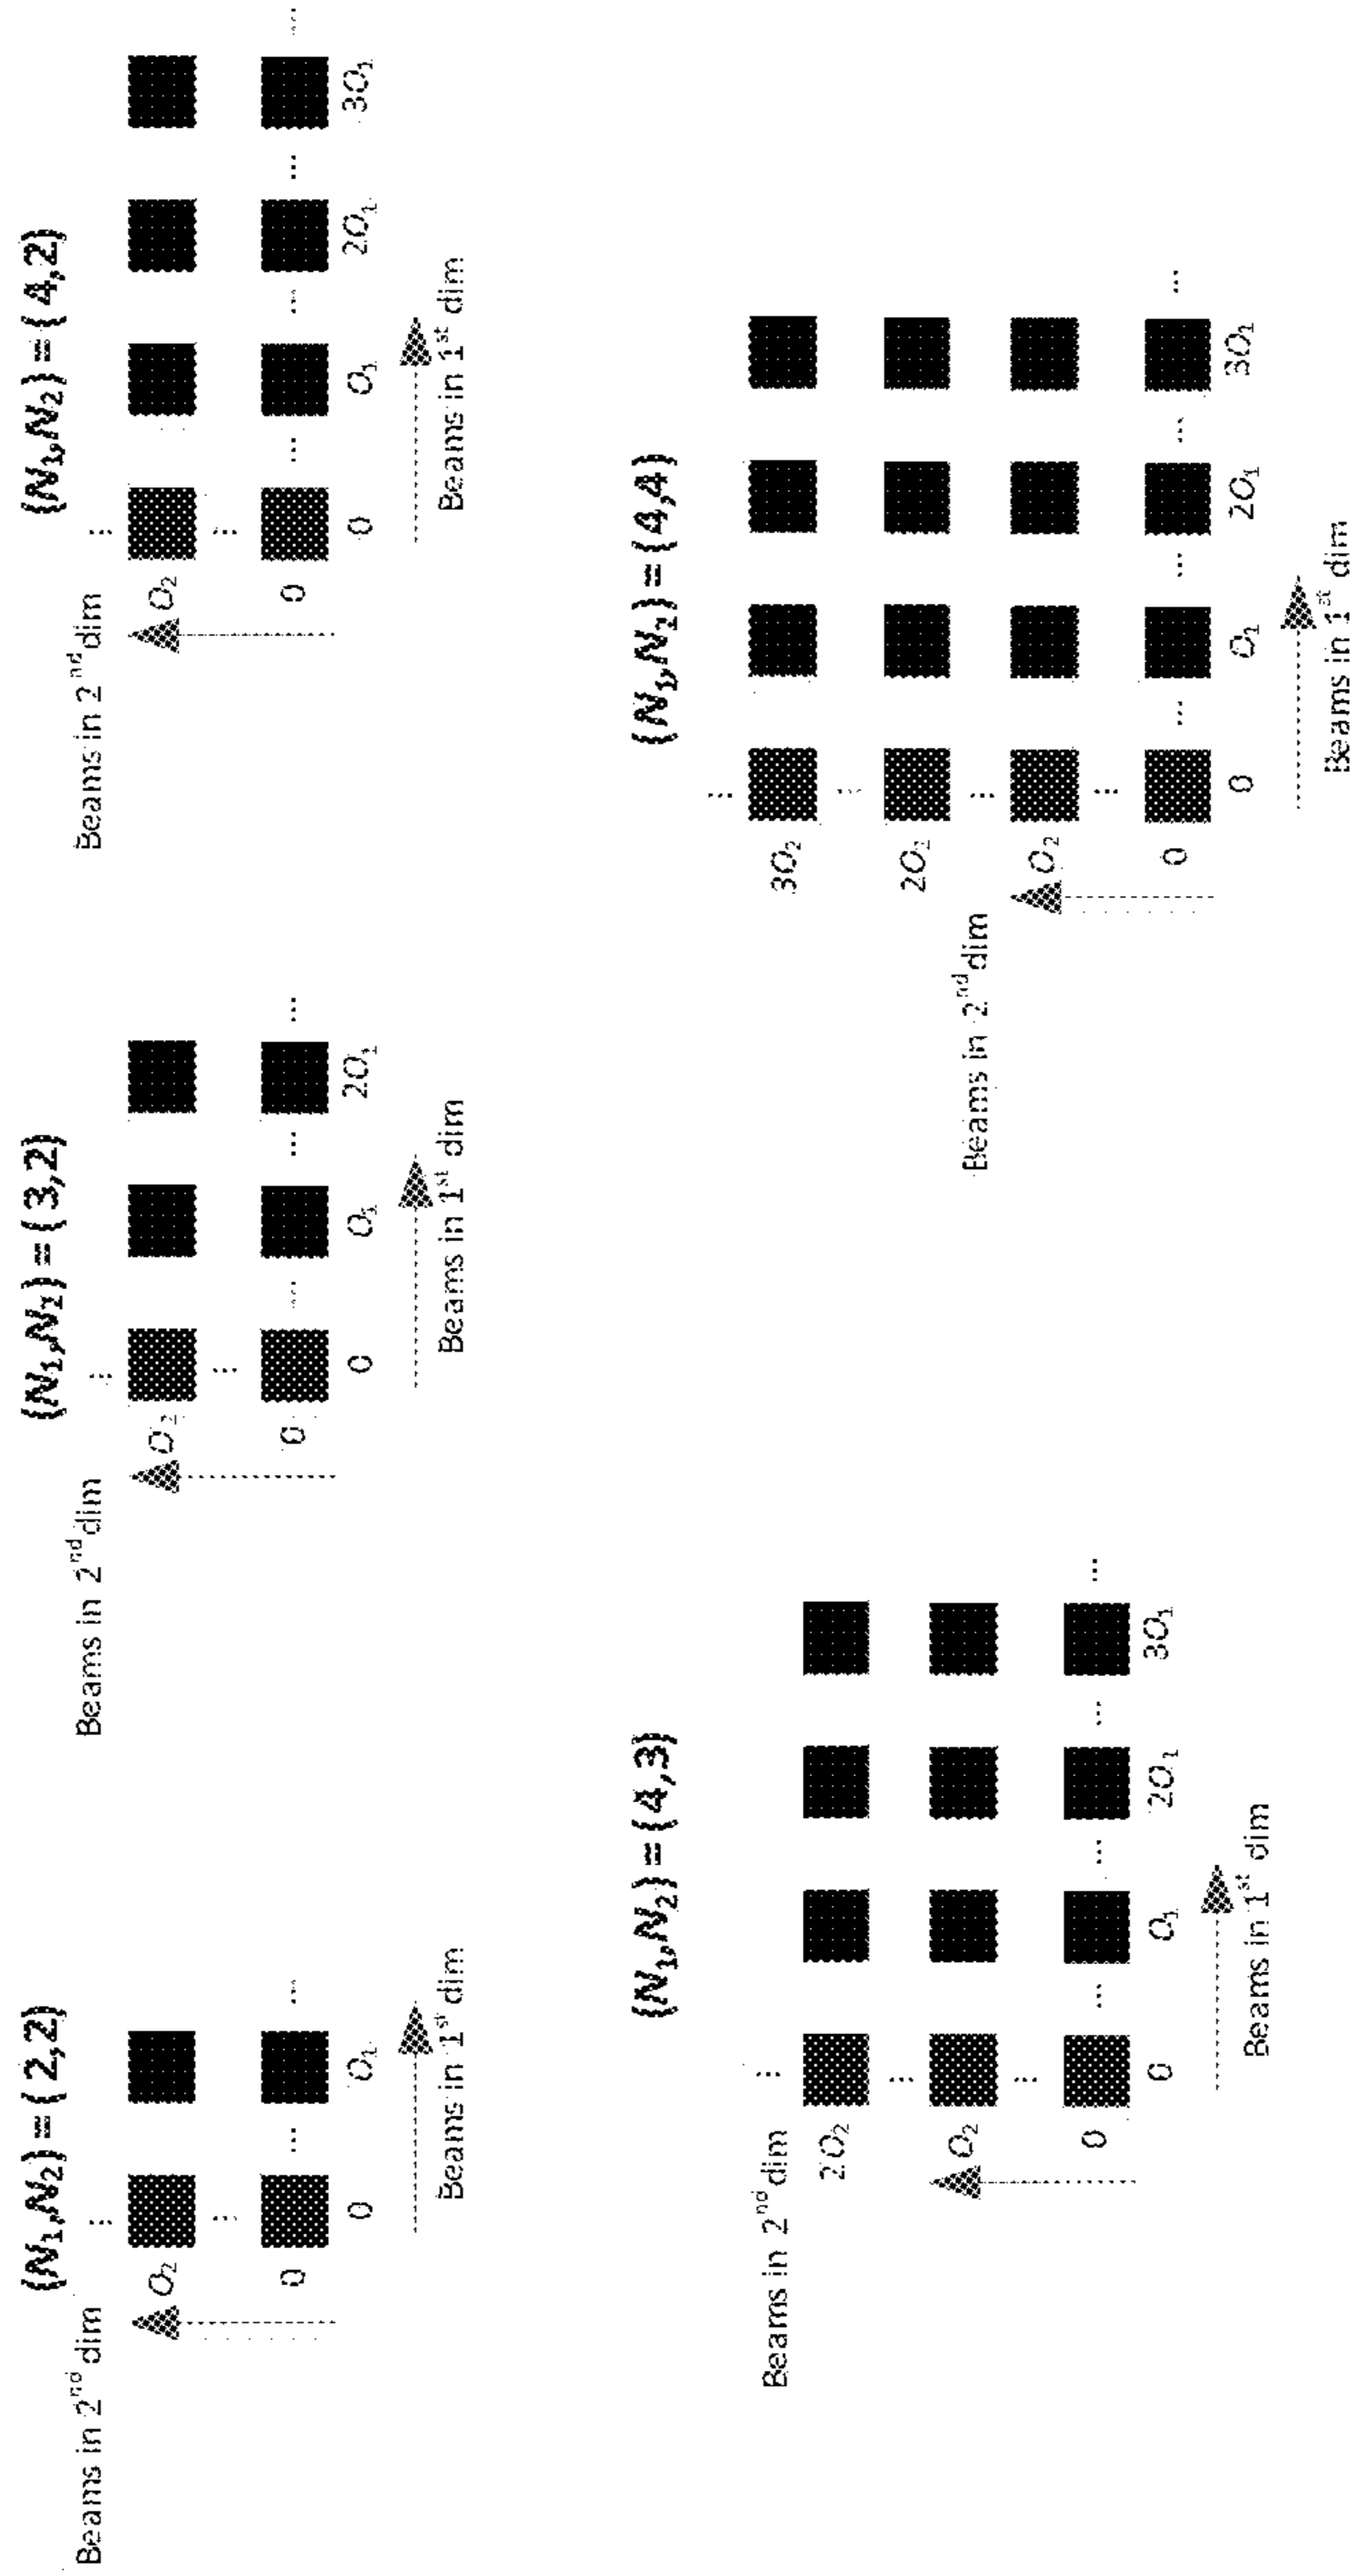 (N₁,N₂) = (2,2)
Beams in 2ⁿᵈ dim
⋮
O₂
⋮
0
... ...
0 O₁
Beams in 1ˢᵗ dim
(N₁,N₂) = (3,2)
Beams in 2ⁿᵈ dim
⋮
O₂
⋮
0
... ... ...
0 O₁ 2O₁
Beams in 1ˢᵗ dim
(N₁,N₂) = (4,2)
Beams in 2ⁿᵈ dim
⋮
O₂
⋮
0
... ... ... ...
0 O₁ 2O₁ 3O₁
Beams in 1ˢᵗ dim
(N₁,N₂) = (4,3)
Beams in 2ⁿᵈ dim
⋮
2O₂
⋮
O₂
⋮
0
... ... ... ...
0 O₁ 2O₁ 3O₁
Beams in 1ˢᵗ dim
(N₁,N₂) = (4,4)
⋮
3O₂
⋮
2O₂
⋮
Beams in 2ⁿᵈ dim
O₂
⋮
0
... ... ... ...
0 O₁ 2O₁ 3O₁
Beams in 1ˢᵗ dim